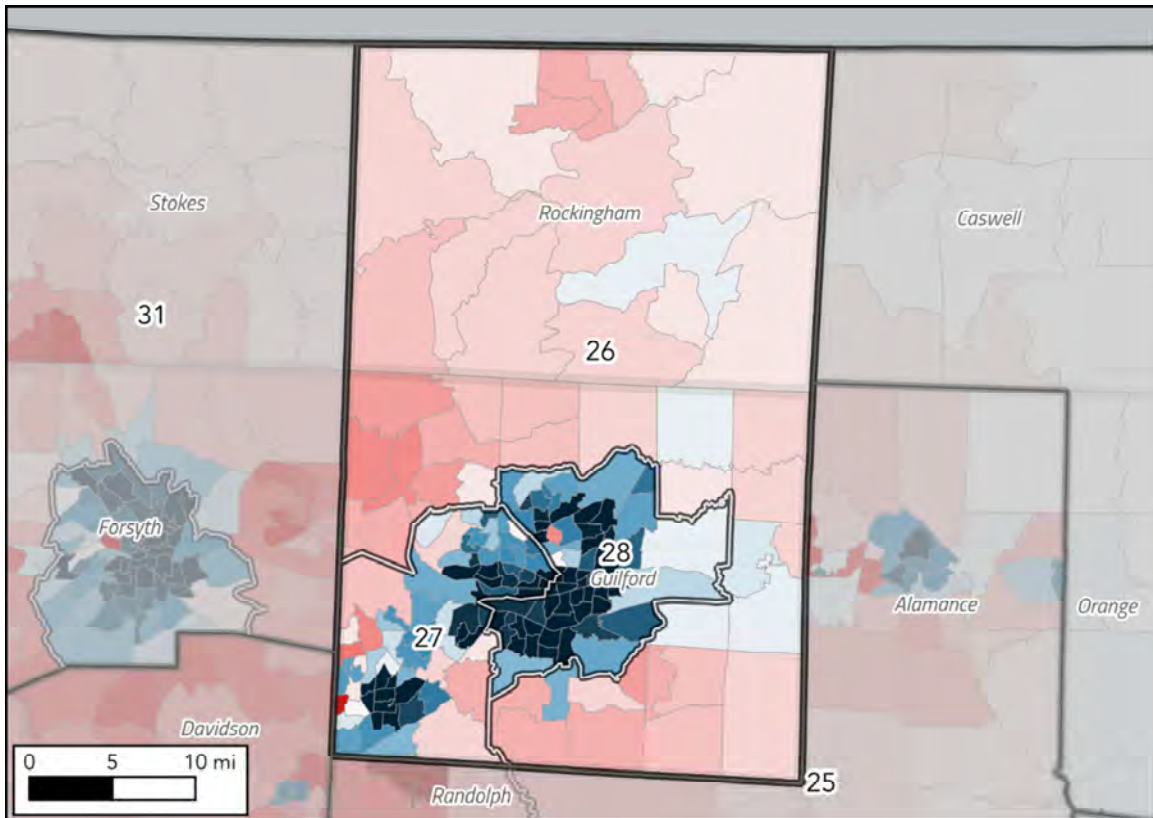 Stokes
Rockingham
Caswell
31
26
Forsyth
28
Guilford
Alamance
Orange
27
Davidson
0 5 10 mi
25
Randolph